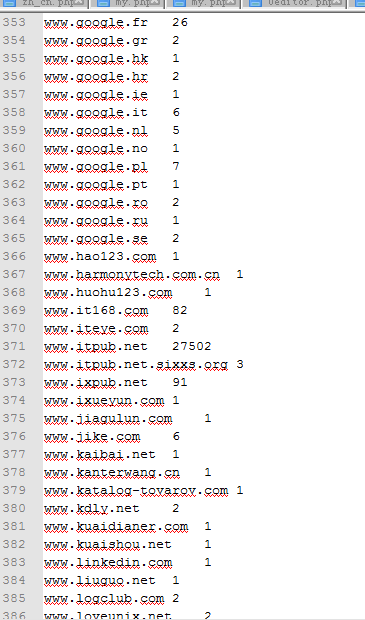 zh_cn.php my.php my.php ueditor.php
353 www.google.fr 26
354 www.google.gr 2
356 www.google.hk 1
356 www.google.hr 2
357 www.google.ie 1
358 www.google.it 6
359 www.google.nl 5
360 www.google.no 1
361 www.google.pl 7
362 www.google.pt 1
363 www.google.ro 2
364 www.google.ru 1
365 www.google.se 2
366 www.hao123.com 1
367 www.harmonytech.com.cn 1
368 www.huohu123.com 1
369 www.it168.com 82
370 www.iteye.com 2
371 www.itpub.net 27502
372 www.itpub.net.sixxs.org 3
373 www.ixpub.net 91
374 www.ixueyun.com 1
375 www.jiagulun.com 1
376 www.jike.com 6
377 www.kaibai.net 1
378 www.kanterwang.cn 1
379 www.katalog-tovarov.com 1
380 www.kdly.net 2
381 www.kuaidianer.com 1
382 www.kuaishou.net 1
383 www.linkedin.com 1
384 www.liuguo.net 1
385 www.logclub.com 2
386 www.loveunix.net 2